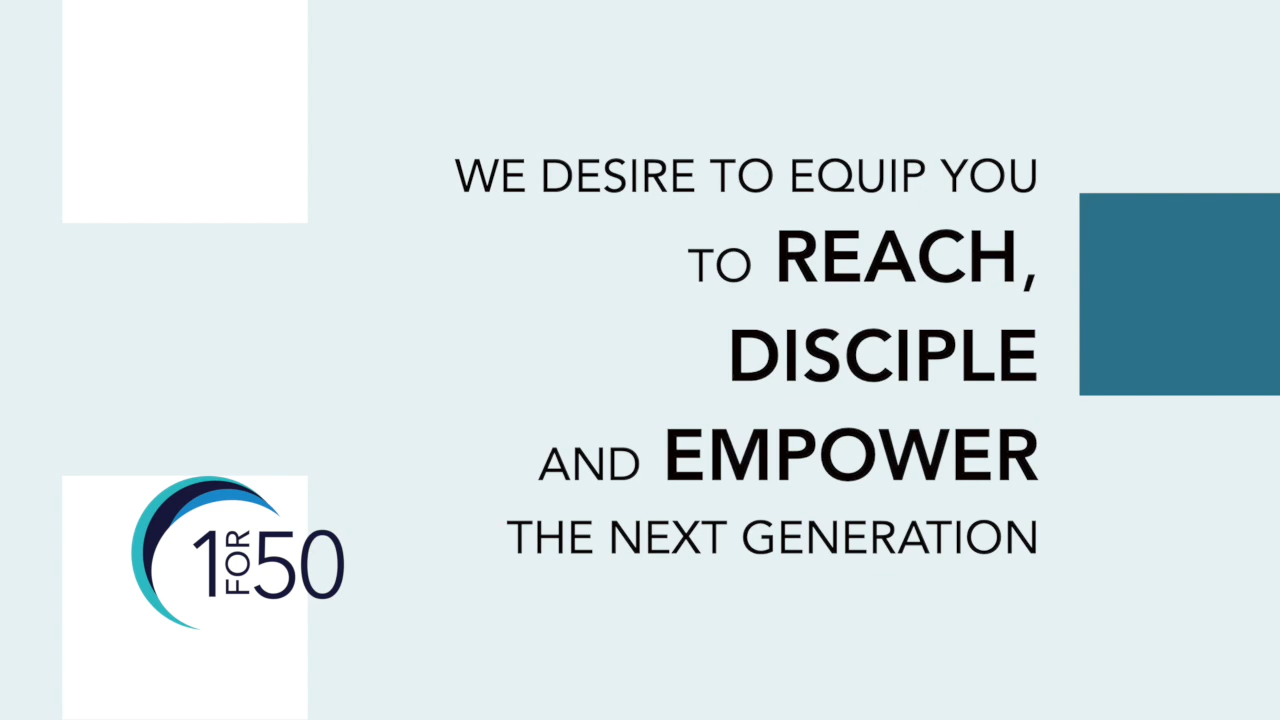 WE DESIRE TO EQUIP YOU
TO REACH,
DISCIPLE
AND EMPOWER
THE NEXT GENERATION
1 FOR 50